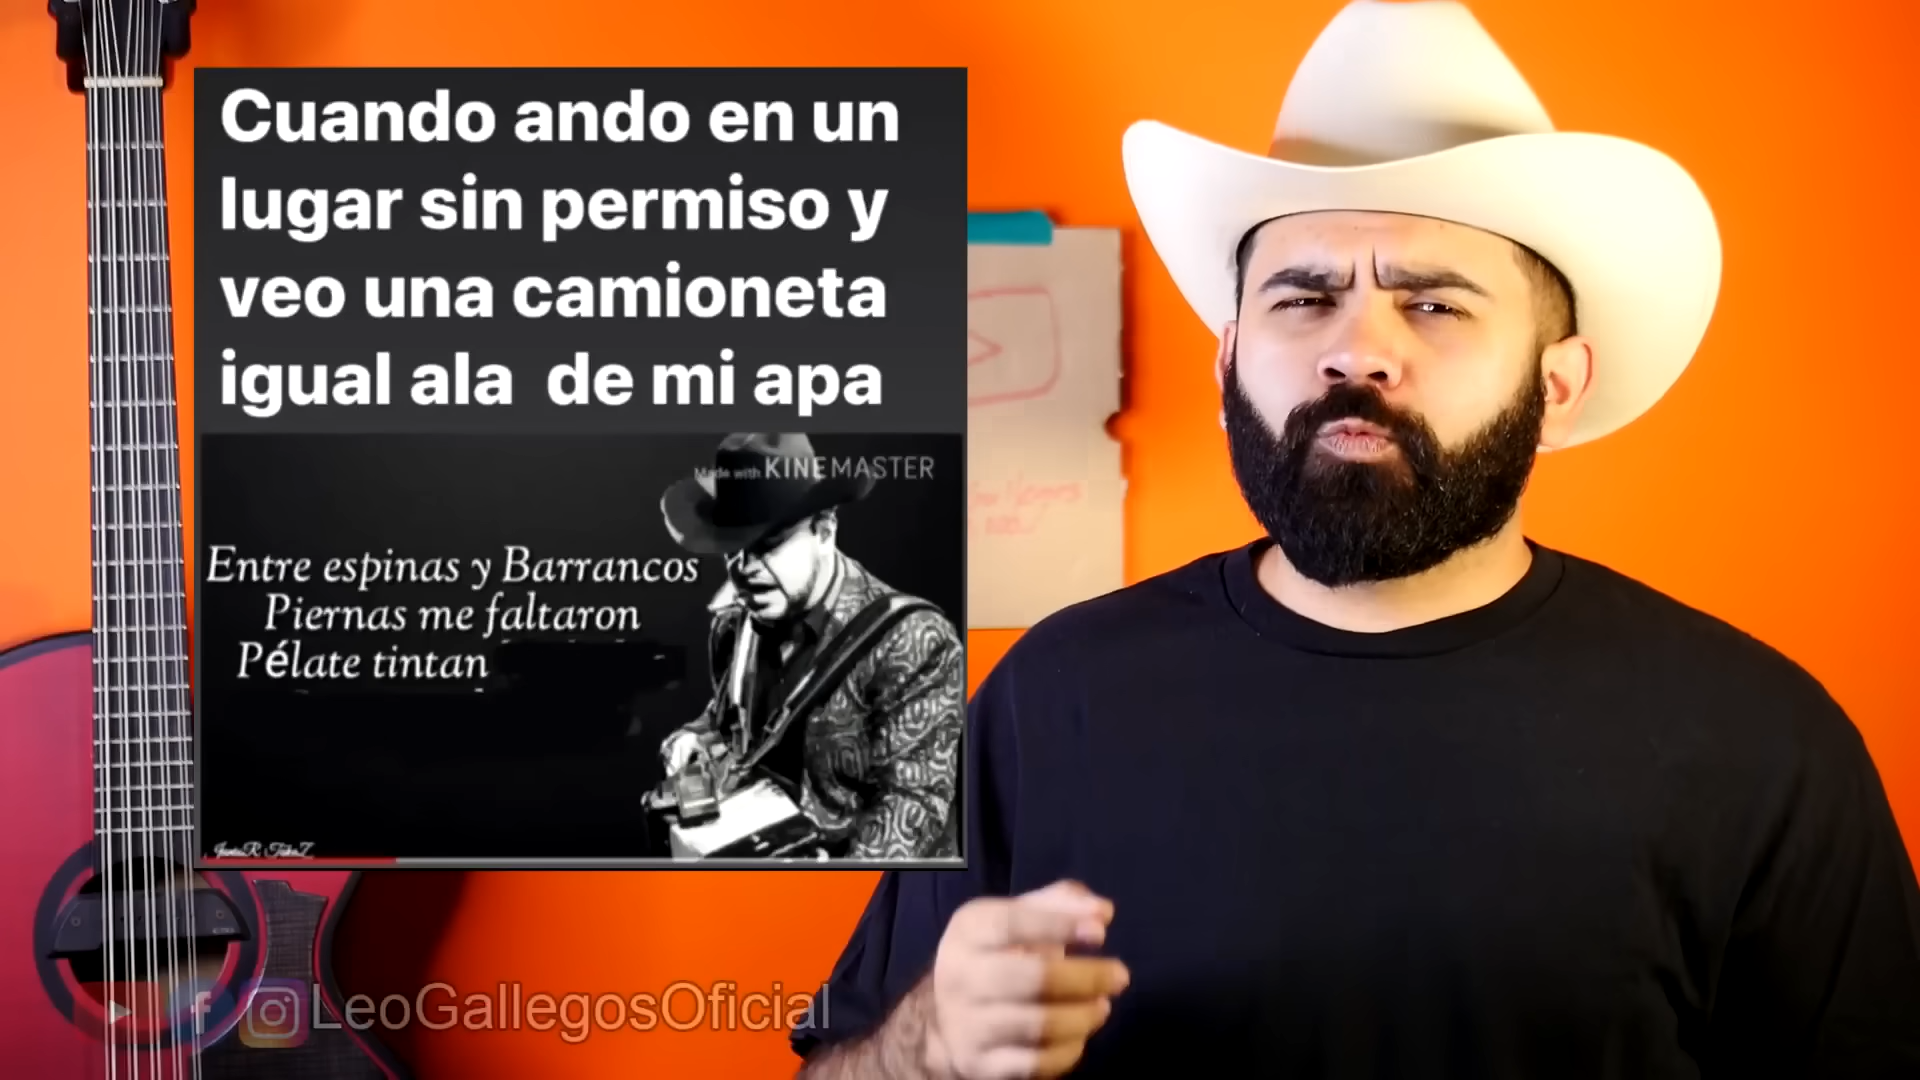 Cuando ando en un
lugar sin permiso y
veo una camioneta
igual ala de mi apa
Made with KINEMASTER
Entre espinas y Barrancos
Piernas me faltaron
Pélate tintan
LeoGallegosOficial